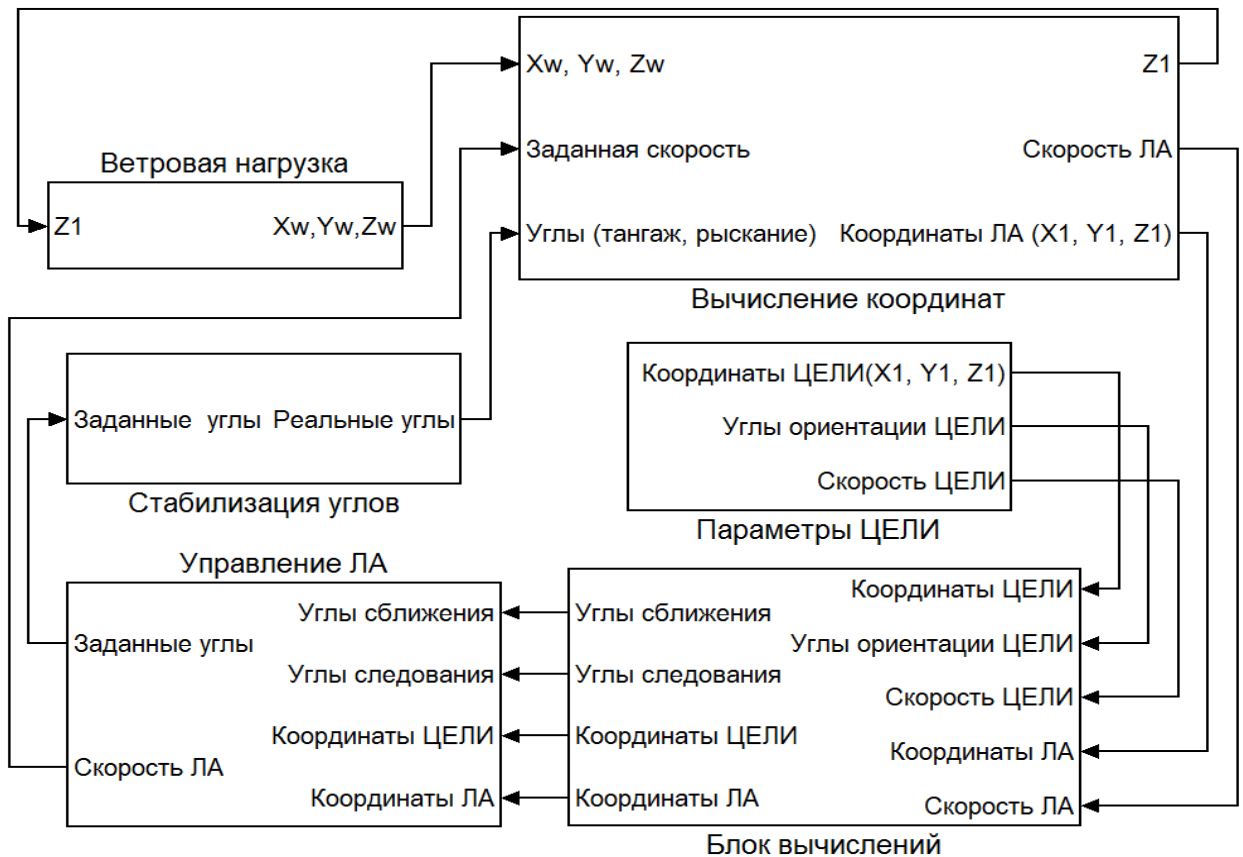 Xw, Yw, Zw
Z1
Заданная скорость
Скорость ЛА
Углы (тангаж, рыскание)
Координаты ЛА (X1, Y1, Z1)
Вычисление координат
Ветровая нагрузка
Z1
Xw,Yw,Zw
Заданные углы
Реальные углы
Стабилизация углов
Координаты ЦЕЛИ(X1, Y1, Z1)
Углы ориентации ЦЕЛИ
Скорость ЦЕЛИ
Параметры ЦЕЛИ
Управление ЛА
Углы сближения
Заданные углы
Углы следования
Координаты ЦЕЛИ
Скорость ЛА
Координаты ЛА
Координаты ЦЕЛИ
Углы сближения
Углы ориентации ЦЕЛИ
Углы следования
Скорость ЦЕЛИ
Координаты ЦЕЛИ
Координаты ЛА
Координаты ЛА
Скорость ЛА
Блок вычислений